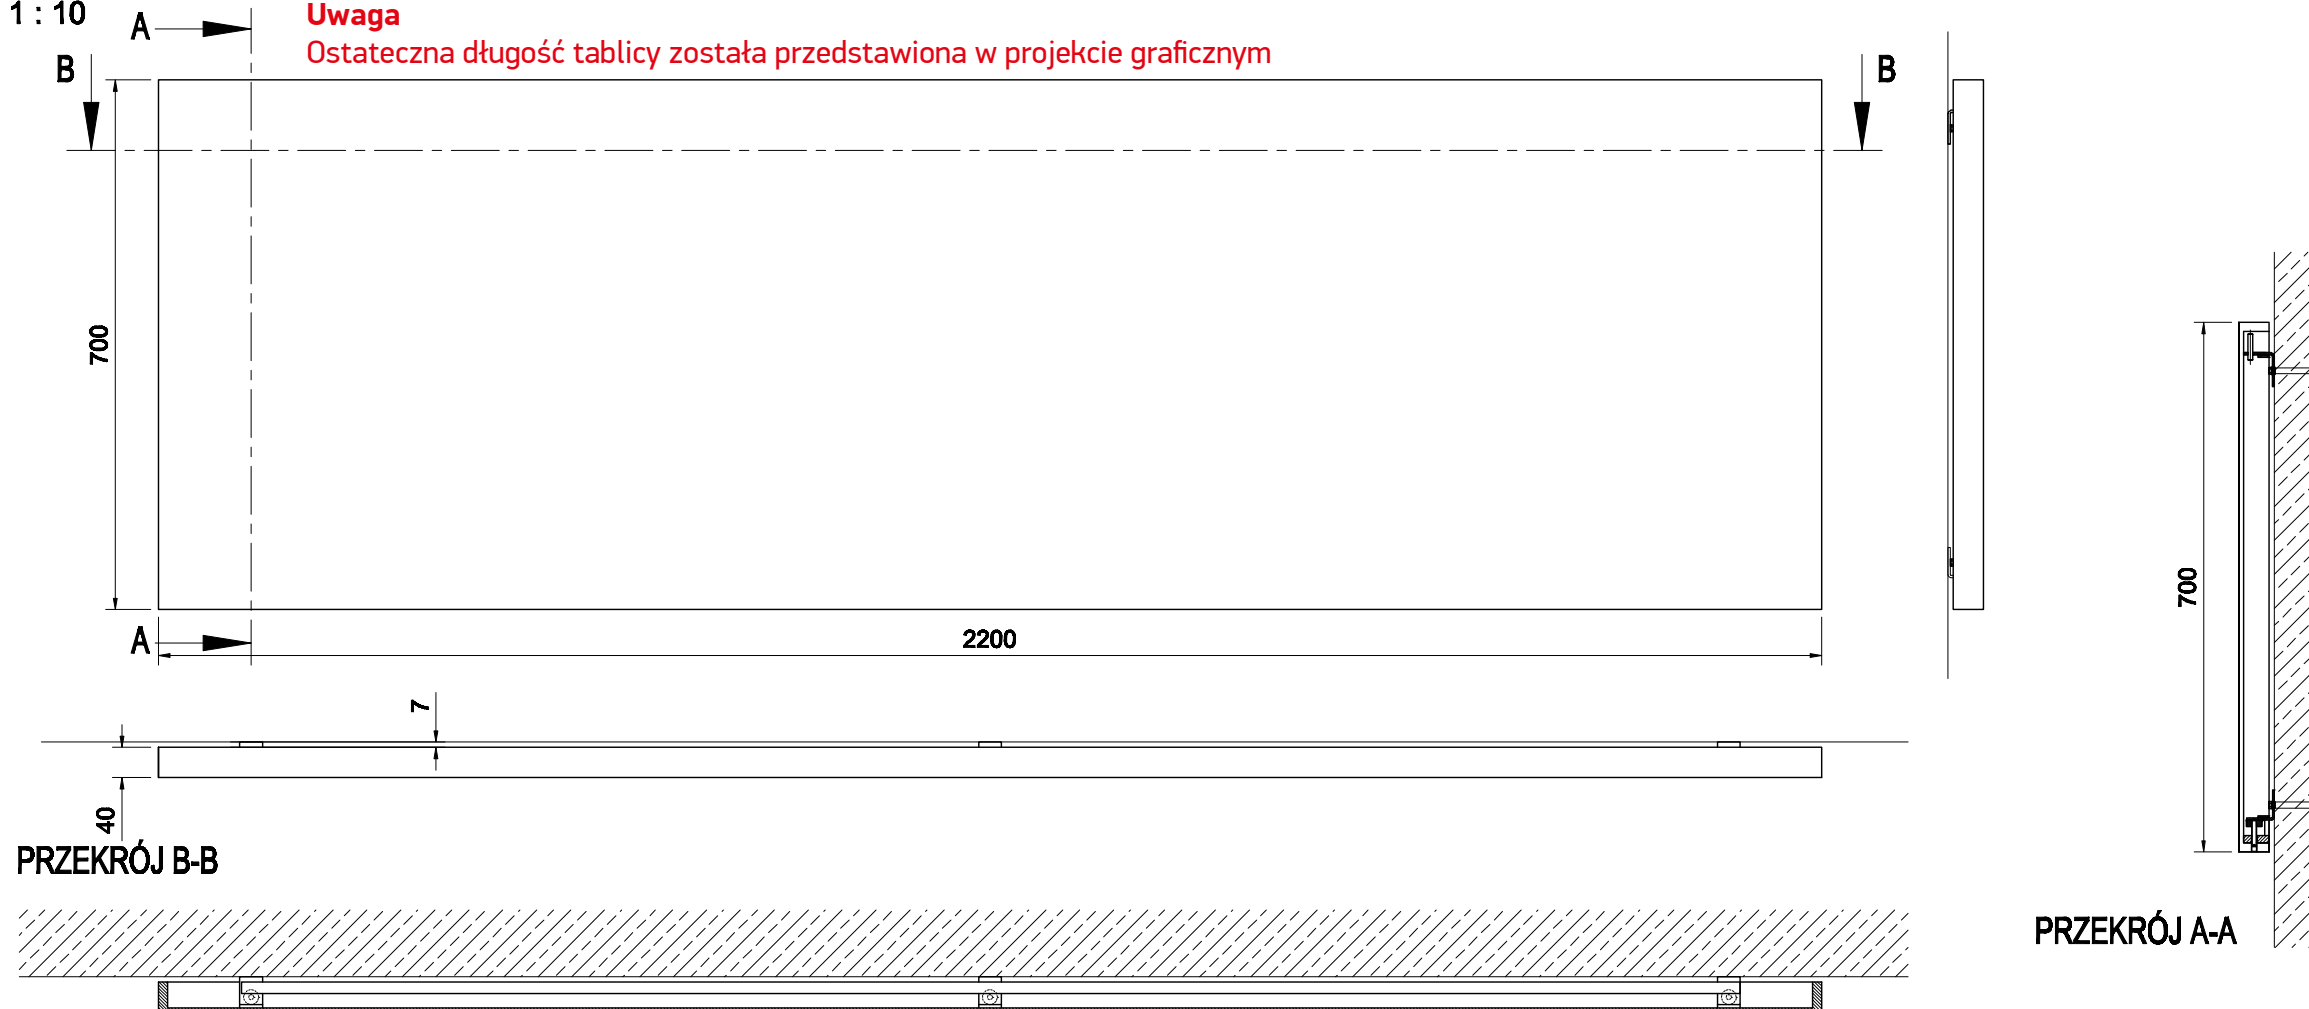 1 : 10
A
Uwaga
Ostateczna długość tablicy została przedstawiona w projekcie graficznym
B
B
700
A
2200
7
40
700
PRZEKRÓJ B-B
PRZEKRÓJ A-A